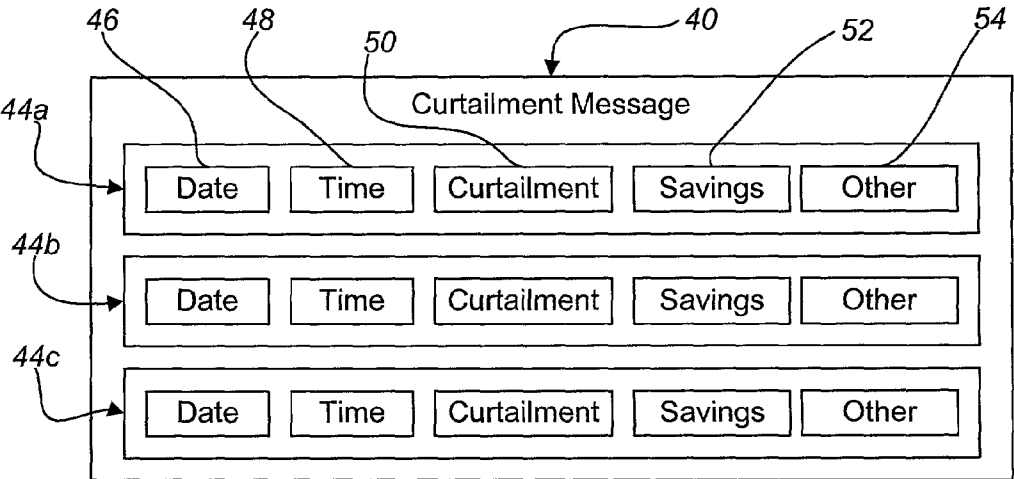 46 48 50 40 52 54
Curtailment Message
44a
Date Time Curtailment Savings Other
44b
Date Time Curtailment Savings Other
44c
Date Time Curtailment Savings Other